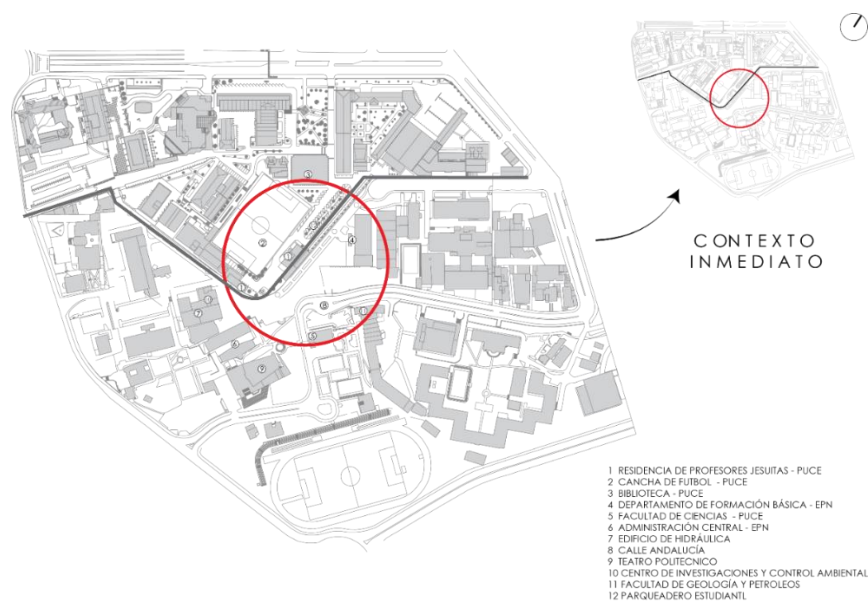 CONTEXTO
INMEDIATO
1 RESIDENCIA DE PROFESORES JESUITAS - PUCE
2 CANCHA DE FUTBOL - PUCE
3 BIBLIOTECA - PUCE
4 DEPARTAMENTO DE FORMACIÓN BÁSICA - EPN
5 FACULTAD DE CIENCIAS - PUCE
6 ADMINISTRACIÓN CENTRAL - EPN
7 EDIFICIO DE HIDRÁULICA
8 CALLE ANDALUCÍA
9 TEATRO POLITECNICO
10 CENTRO DE INVESTIGACIONES Y CONTROL AMBIENTAL
11 FACULTAD DE GEOLOGÍA Y PETROLEOS
12 PARQUEADERO ESTUDIANTL